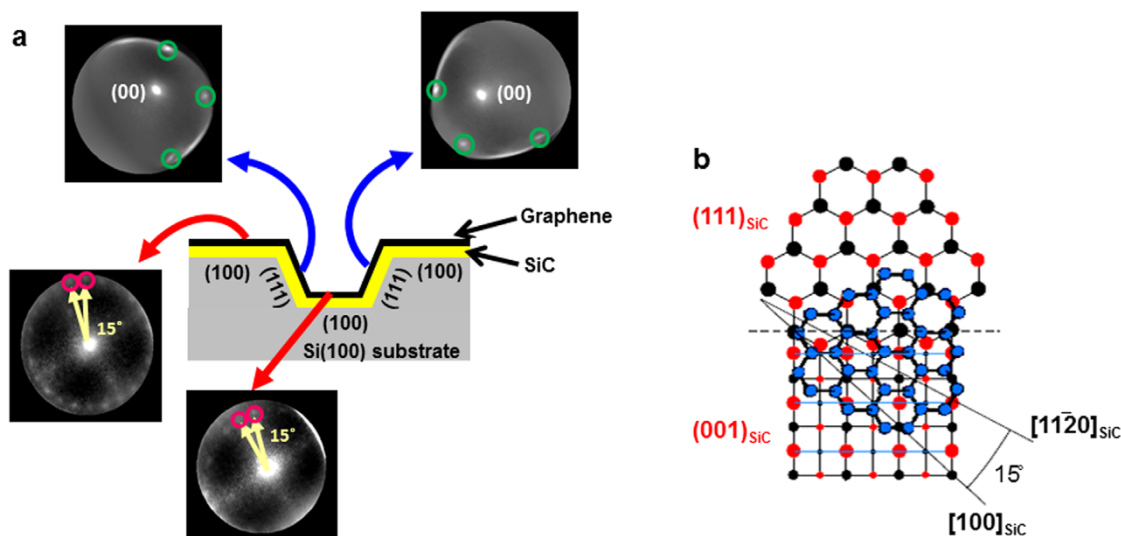 a
(00)
(00)
Graphene
SiC
(100)
(111)
(111)
(100)
(100)
Si(100) substrate
15°
15°
b
(111)SiC
(001)SiC
[112̄0]SiC
15°
[100]SiC